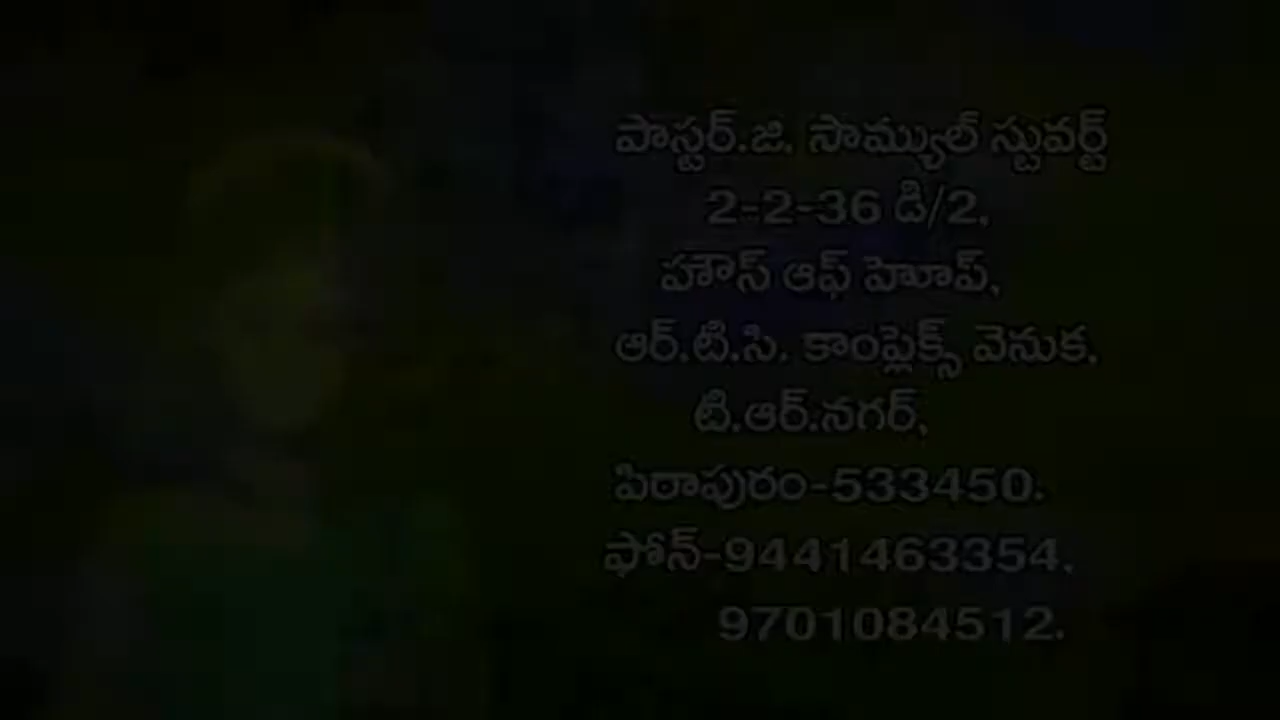 పాస్టర్.జి. సామ్యుల్ స్టువర్ట్
2-2-36 డి/2,
హౌస్ ఆఫ్ హెూప్,
ఆర్.టి.సి. కాంప్లెక్స్ వెనుక,
టి.ఆర్.నగర్,
పిఠాపురం-533450.
ఫోన్-9441463354,
9701084512.